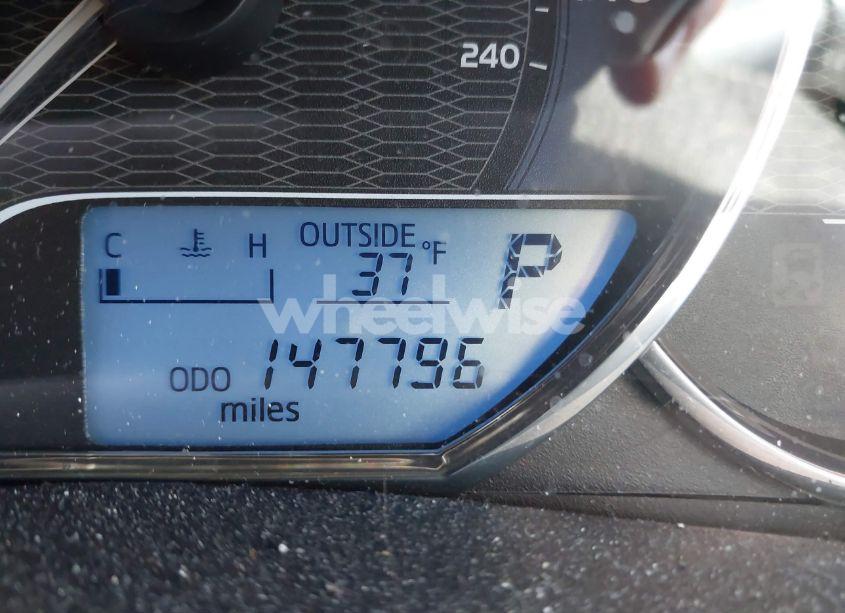 240
C H OUTSIDE °F P
37
wheelwise
ODO 147796
miles